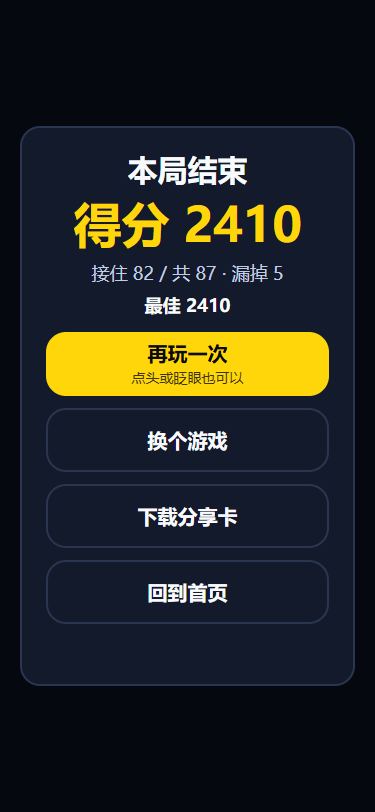 本局结束
得分 2410
接住 82 / 共 87 · 漏掉 5
最佳 2410
再玩一次
点头或眨眼也可以
换个游戏
下载分享卡
回到首页